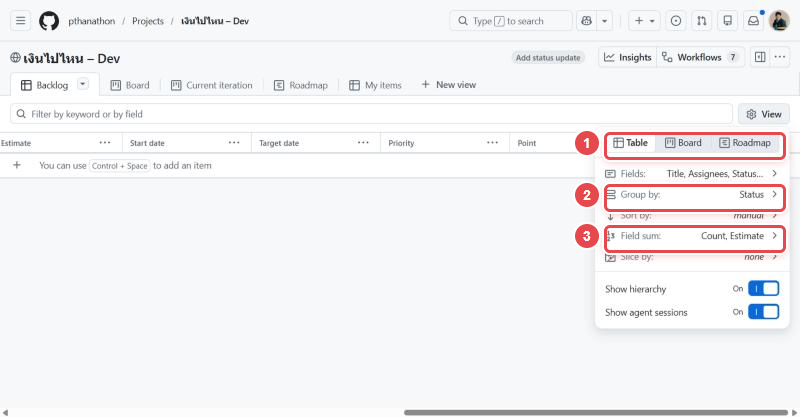 pthanathon / Projects / เงินไปไหน – Dev
Type / to search
เงินไปไหน – Dev
Add status update
Insights
Workflows 7
Backlog
Board
Current iteration
Roadmap
My items
+ New view
Filter by keyword or by field
View
Estimate
Start date
Target date
Priority
Point
You can use Control + Space to add an item
1
Table
Board
Roadmap
Fields: Title, Assignees, Status...
2
Group by: Status
Sort by: manual
3
Field sum: Count, Estimate
Slice by: none
Show hierarchy On
Show agent sessions On